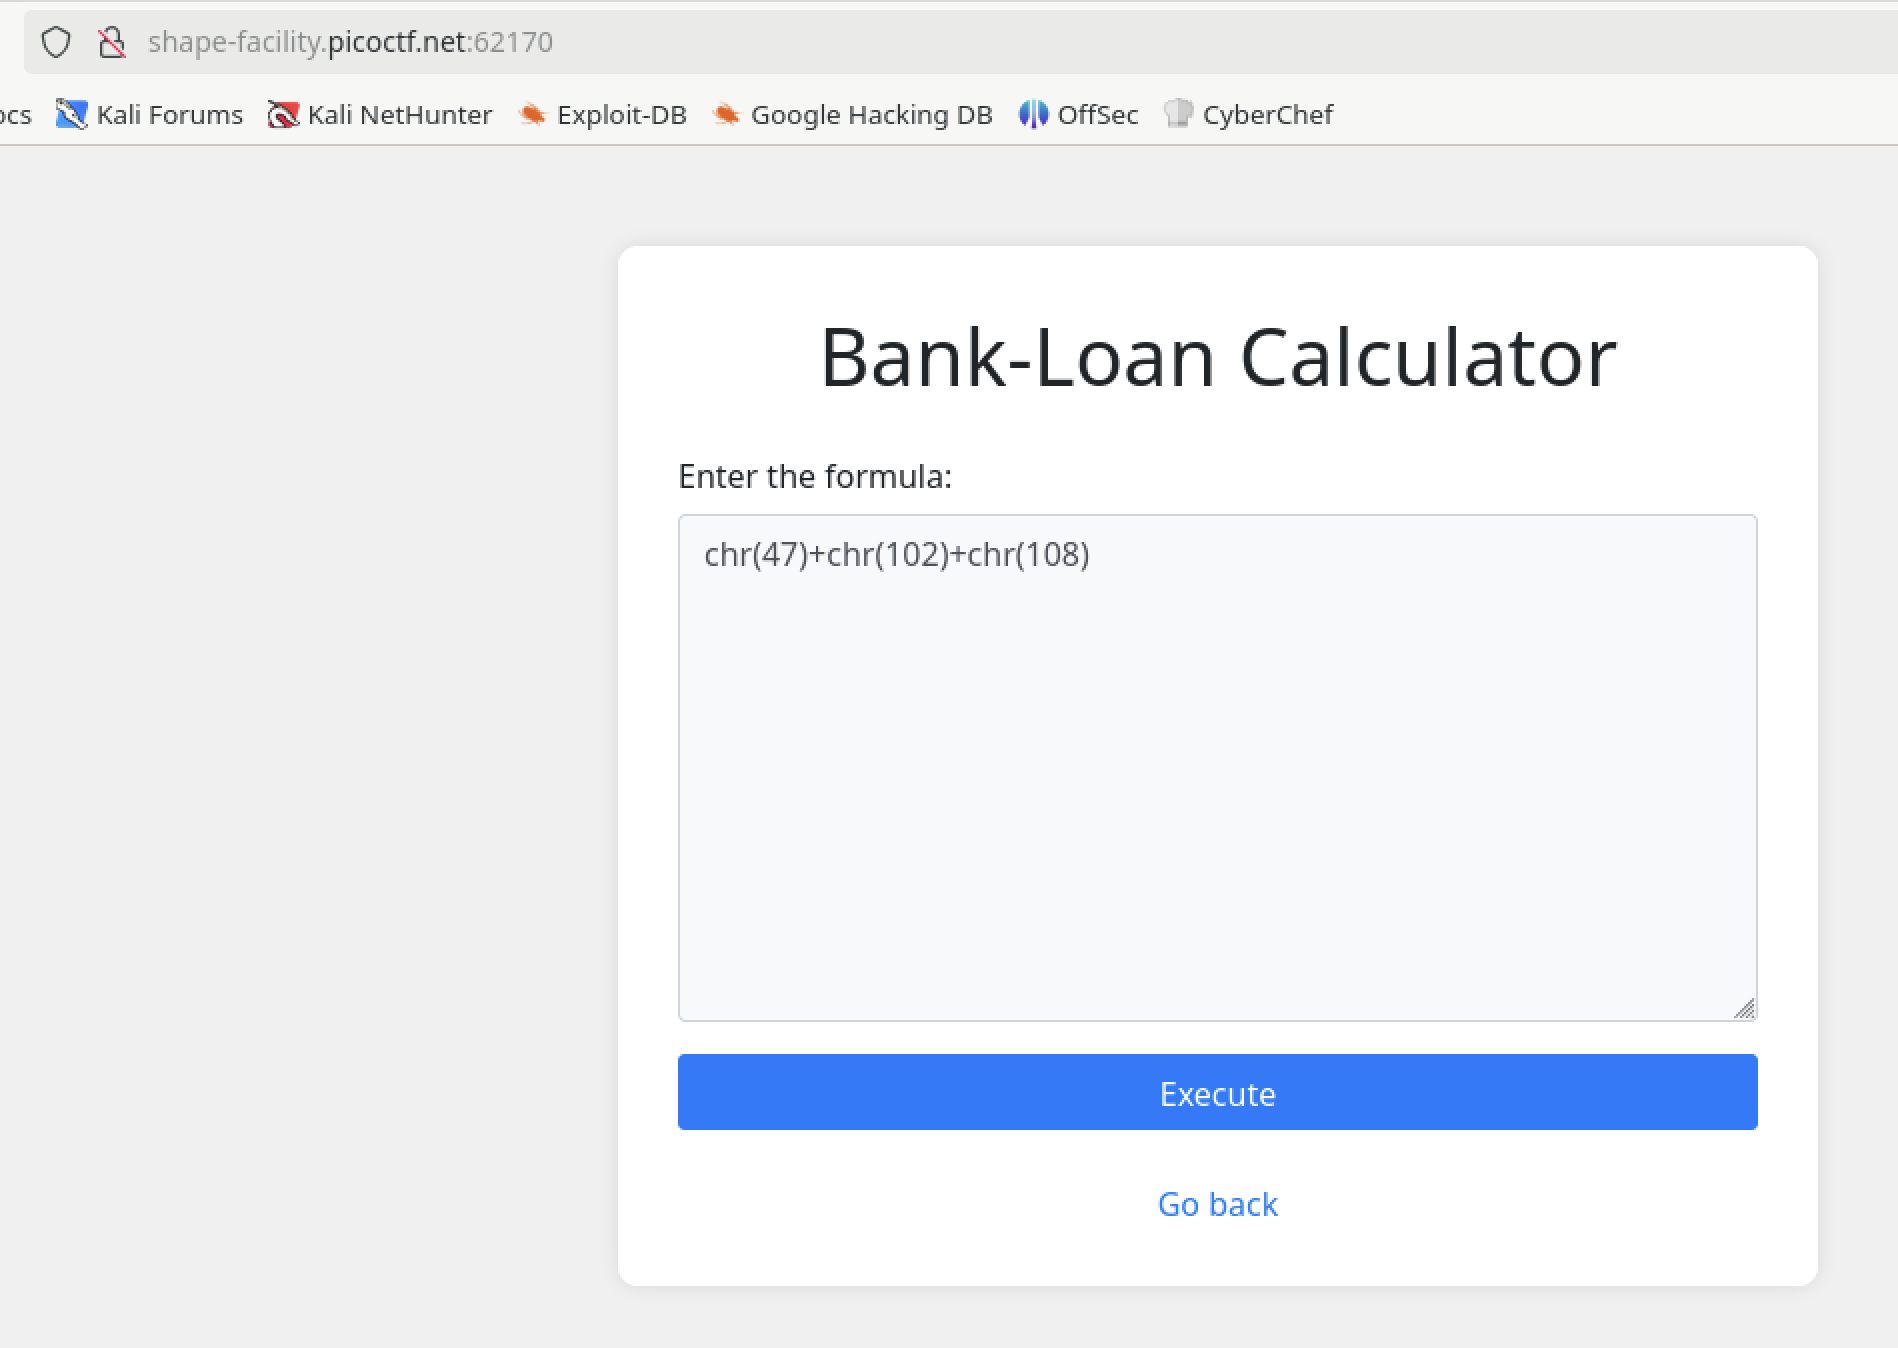 shape-facility.picoctf.net:62170
ocs Kali Forums Kali NetHunter Exploit-DB Google Hacking DB OffSec CyberChef
Bank-Loan Calculator
Enter the formula:
chr(47)+chr(102)+chr(108)
Execute
Go back